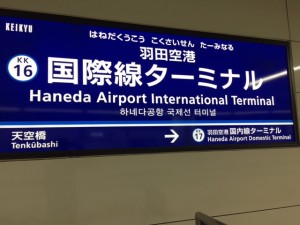 KEIKYU
はねだくうこう こくさいせん たーみなる
羽田空港
KK
16
国際線ターミナル
Haneda Airport International Terminal
하네다공항 국제선 터미널
天空橋
Tenkūbashi
→
KK
17
羽田空港 国内線ターミナル
Haneda Airport Domestic Terminal